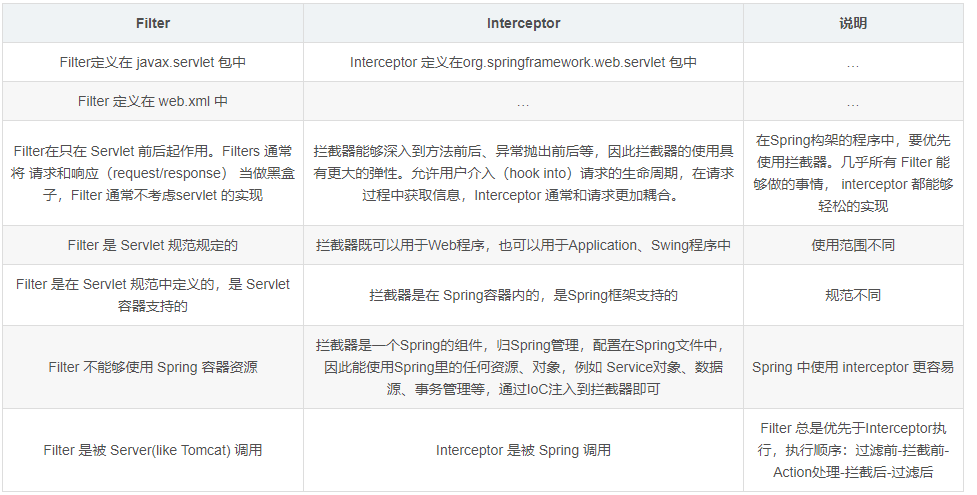 Filter
Interceptor
说明
Filter定义在 javax.servlet 包中
Interceptor 定义在org.springframework.web.servlet 包中
…
Filter 定义在 web.xml 中
…
…
Filter在只在 Servlet 前后起作用。Filters 通常
将 请求和响应（request/response） 当做黑盒
子，Filter 通常不考虑servlet 的实现
拦截器能够深入到方法前后、异常抛出前后等，因此拦截器的使用具
有更大的弹性。允许用户介入（hook into）请求的生命周期，在请求
过程中获取信息，Interceptor 通常和请求更加耦合。
在Spring构架的程序中，要优先
使用拦截器。几乎所有 Filter 能
够做的事情， interceptor 都能够
轻松的实现
Filter 是 Servlet 规范规定的
拦截器既可以用于Web程序，也可以用于Application、Swing程序中
使用范围不同
Filter 是在 Servlet 规范中定义的，是 Servlet
容器支持的
拦截器是在 Spring容器内的，是Spring框架支持的
规范不同
Filter 不能够使用 Spring 容器资源
拦截器是一个Spring的组件，归Spring管理，配置在Spring文件中，
因此能使用Spring里的任何资源、对象，例如 Service对象、数据
源、事务管理等，通过IoC注入到拦截器即可
Spring 中使用 interceptor 更容易
Filter 是被 Server(like Tomcat) 调用
Interceptor 是被 Spring 调用
Filter 总是优先于Interceptor执
行，执行顺序：过滤前-拦截前-
Action处理-拦截后-过滤后